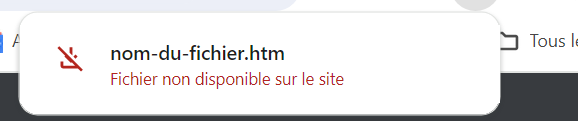 nom-du-fichier.htm
Fichier non disponible sur le site
Tous le